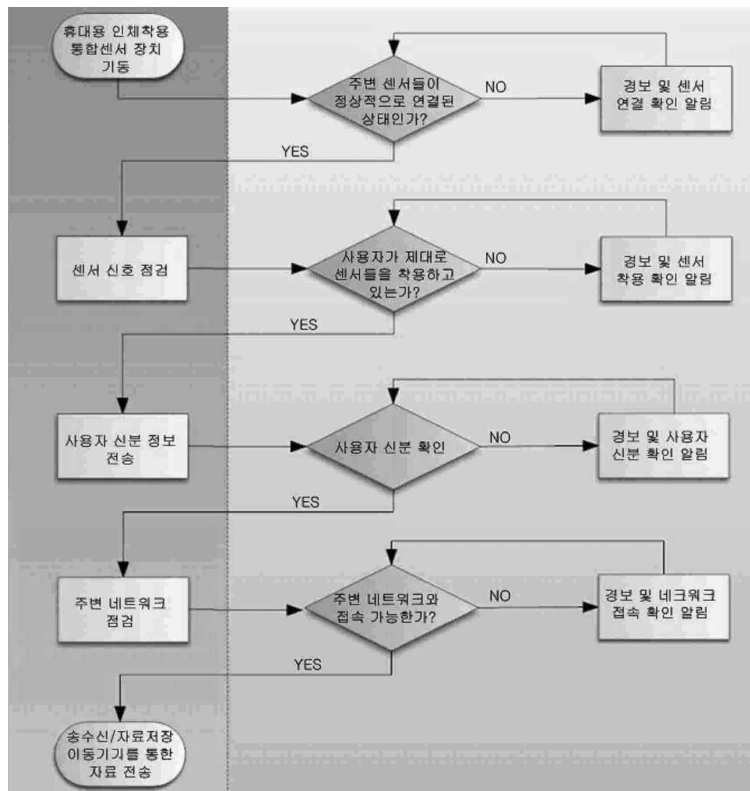 휴대용 인체착용
통합센서 장치
기동
주변 센서들이
정상적으로 연결된
상태인가?
NO
경보 및 센서
연결 확인 알림
YES
센서 신호 점검
사용자가 제대로
센서들을 착용하고
있는가?
NO
경보 및 센서
착용 확인 알림
YES
사용자 신분 정보
전송
사용자 신분 확인
NO
경보 및 사용자
신분 확인 알림
YES
주변 네트워크
점검
주변 네트워크와
접속 가능한가?
NO
경보 및 네크워크
접속 확인 알림
YES
송수신/자료저장
이동기기를 통한
자료 전송